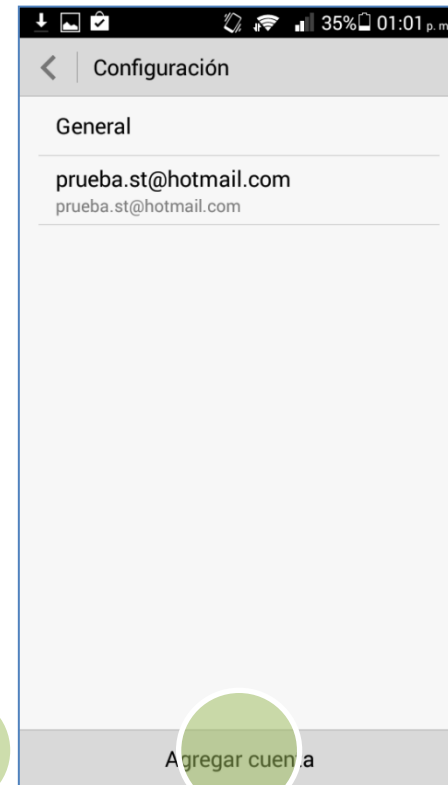 35% 01:01 p. m
Configuración
General
prueba.st@hotmail.com
prueba.st@hotmail.com
Agregar cuenta